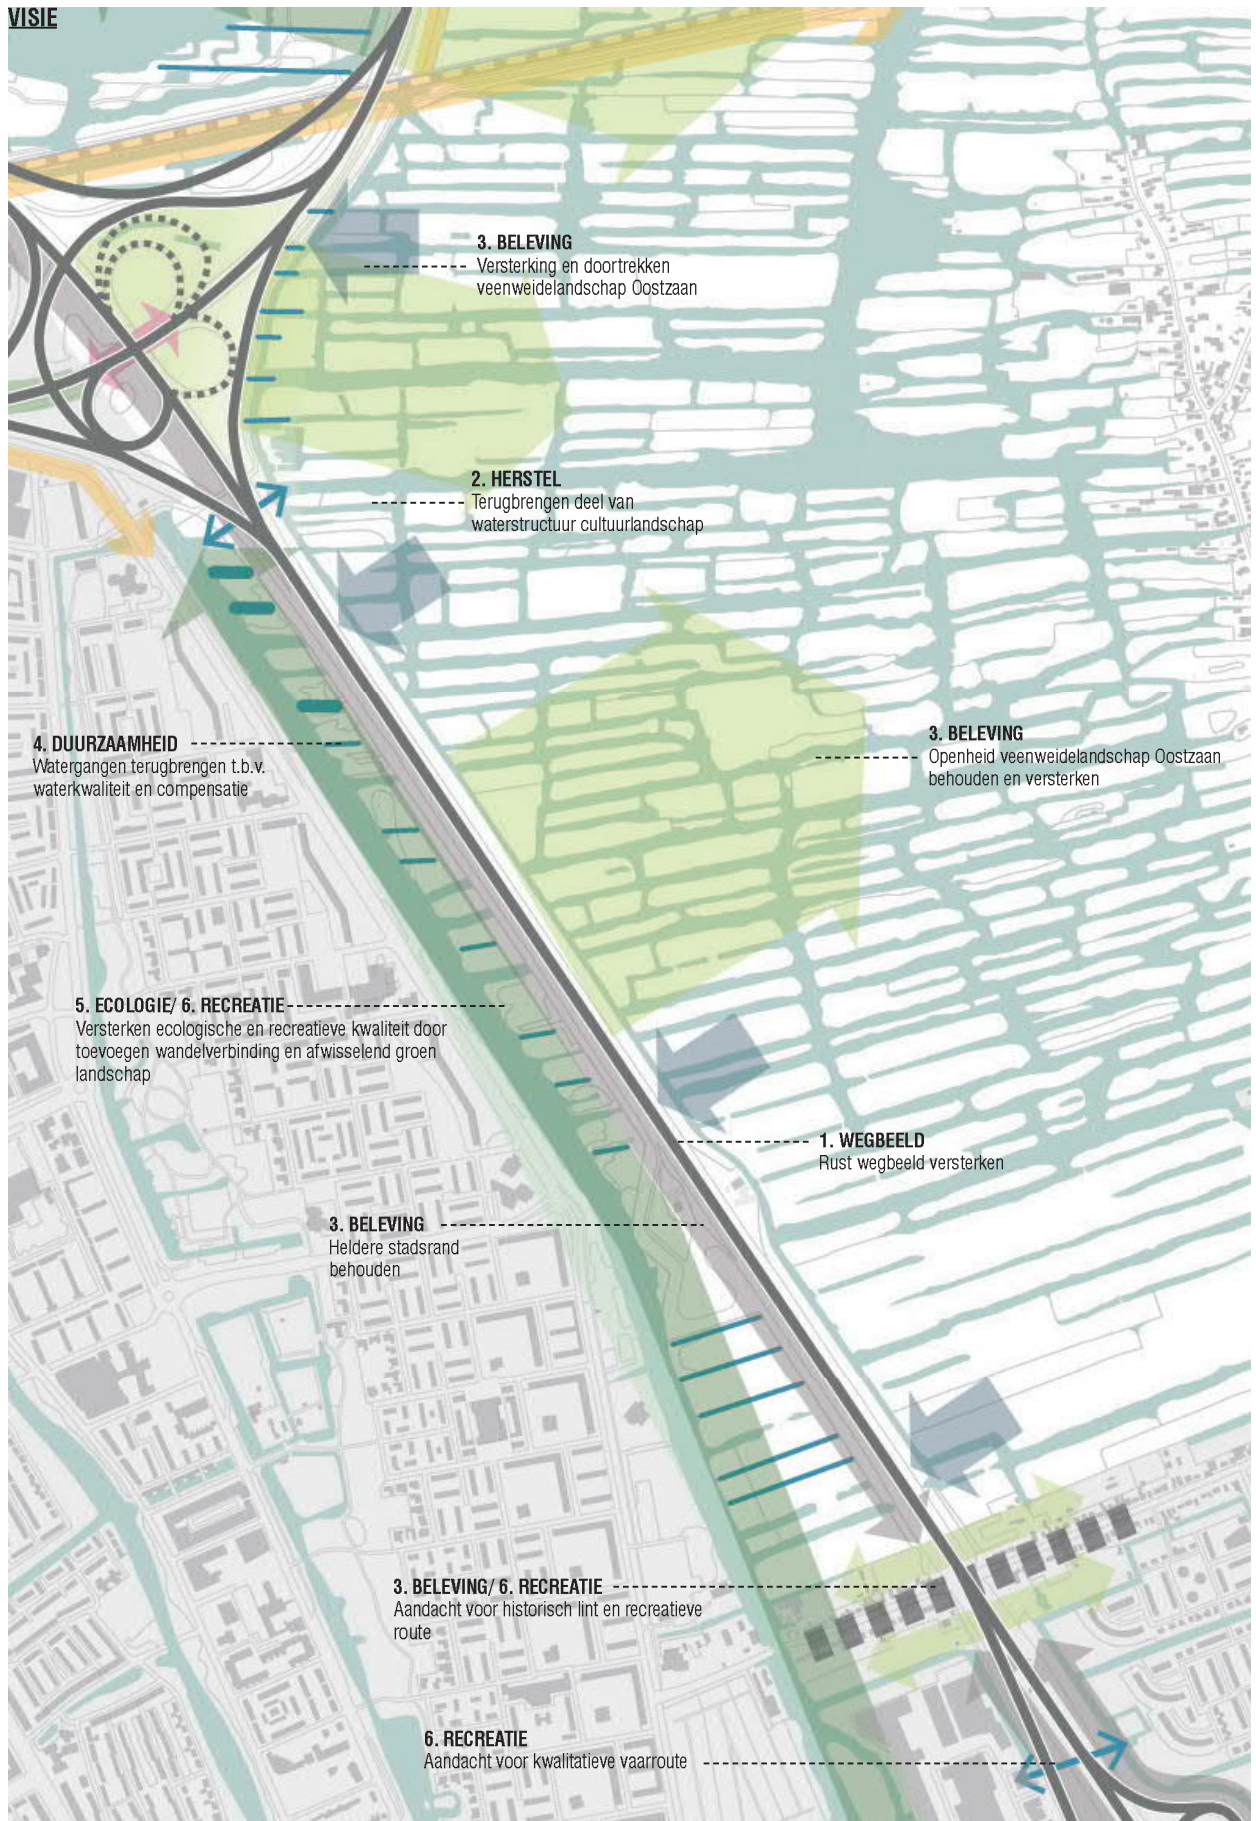 VISIE
3. BELEVING
Versterking en doortrekken
veenweidelandschap Oostzaan
2. HERSTEL
Terugbrengen deel van
waterstructuur cultuurlandschap
4. DUURZAAMHEID
Watergangen terugbrengen t.b.v.
waterkwaliteit en compensatie
3. BELEVING
Openheid veenweidelandschap Oostzaan
behouden en versterken
5. ECOLOGIE/ 6. RECREATIE
Versterken ecologische en recreatieve kwaliteit door
toevoegen wandelverbinding en afwisselend groen
landschap
1. WEGBEELD
Rust wegbeeld versterken
3. BELEVING
Heldere stadsrand
behouden
3. BELEVING/ 6. RECREATIE
Aandacht voor historisch lint en recreatieve
route
6. RECREATIE
Aandacht voor kwalitatieve vaarroute